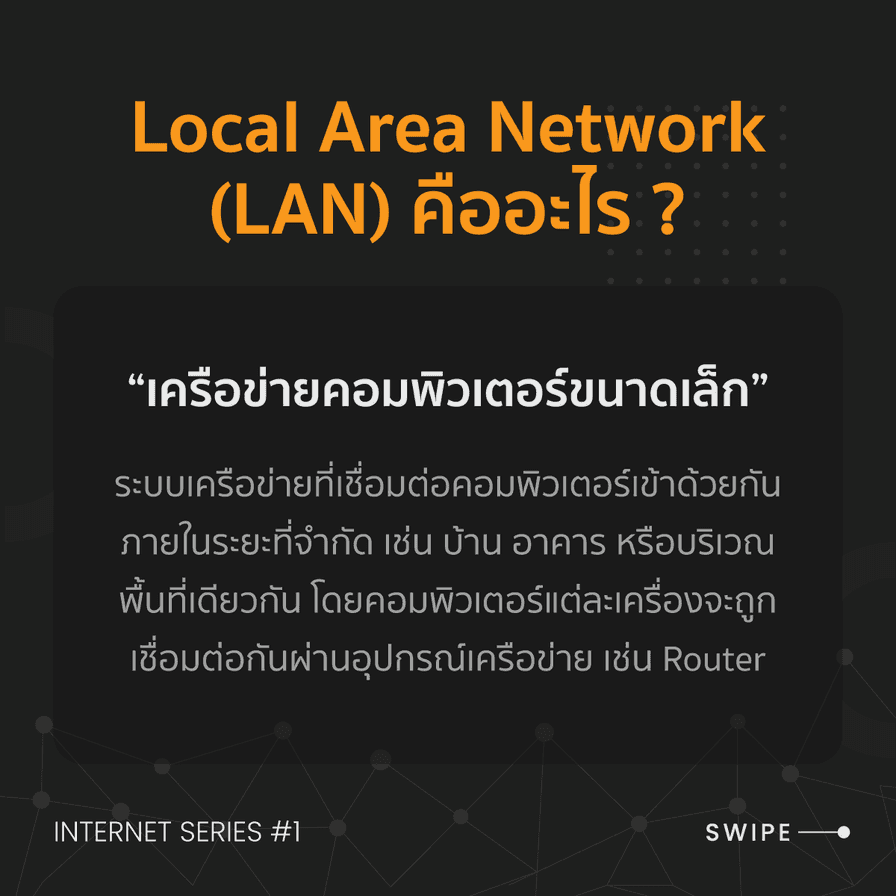 Local Area Network
(LAN) คืออะไร ?
“เครือข่ายคอมพิวเตอร์ขนาดเล็ก”
ระบบเครือข่ายที่เชื่อมต่อคอมพิวเตอร์เข้าด้วยกัน
ภายในระยะที่จำกัด เช่น บ้าน อาคาร หรือบริเวณ
พื้นที่เดียวกัน โดยคอมพิวเตอร์แต่ละเครื่องจะถูก
เชื่อมต่อกันผ่านอุปกรณ์เครือข่าย เช่น Router
INTERNET SERIES #1
SWIPE